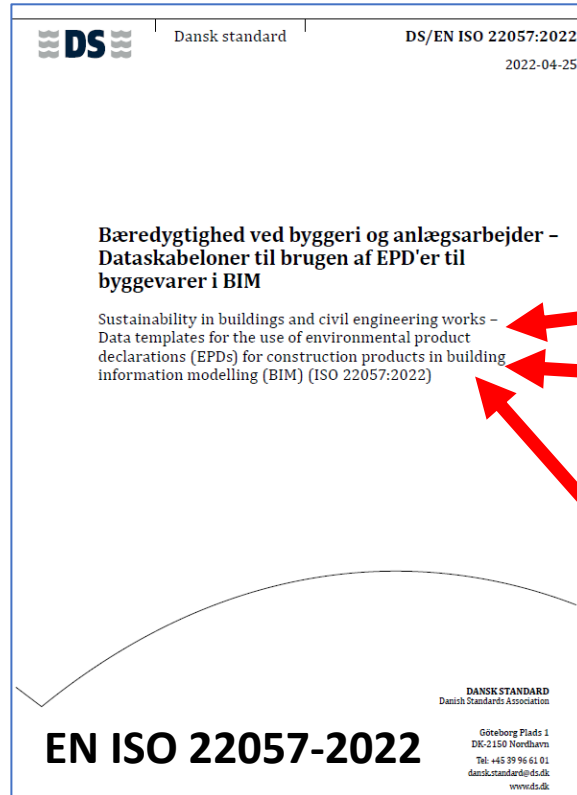 DS
Dansk standard
DS/EN ISO 22057:2022
2022-04-25
Bæredygtighed ved byggeri og anlægsarbejder –
Dataskabeloner til brugen af EPD'er til
byggevarer i BIM
Sustainability in buildings and civil engineering works –
Data templates for the use of environmental product
declarations (EPDs) for construction products in building
information modelling (BIM) (ISO 22057:2022)
DANSK STANDARD
Danish Standards Association
EN ISO 22057-2022
Göteborg Plads 1
DK-2150 Nordhavn
Tel: +45 39 96 61 01
dansk.standard@ds.dk
www.ds.dk